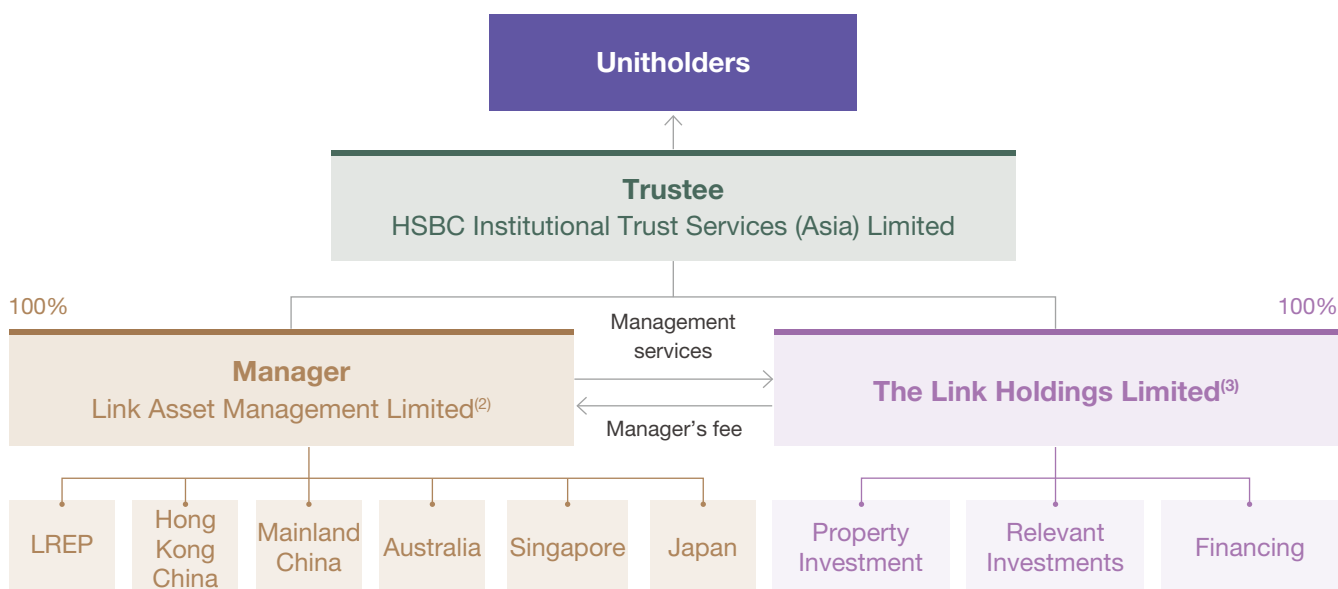 Unitholders
Trustee
HSBC Institutional Trust Services (Asia) Limited
100%
100%
Management
services
Manager
Link Asset Management Limited(2)
The Link Holdings Limited(3)
Manager’s fee
LREP
Hong
Kong
China
Mainland
China
Australia
Singapore
Japan
Property
Investment
Relevant
Investments
Financing